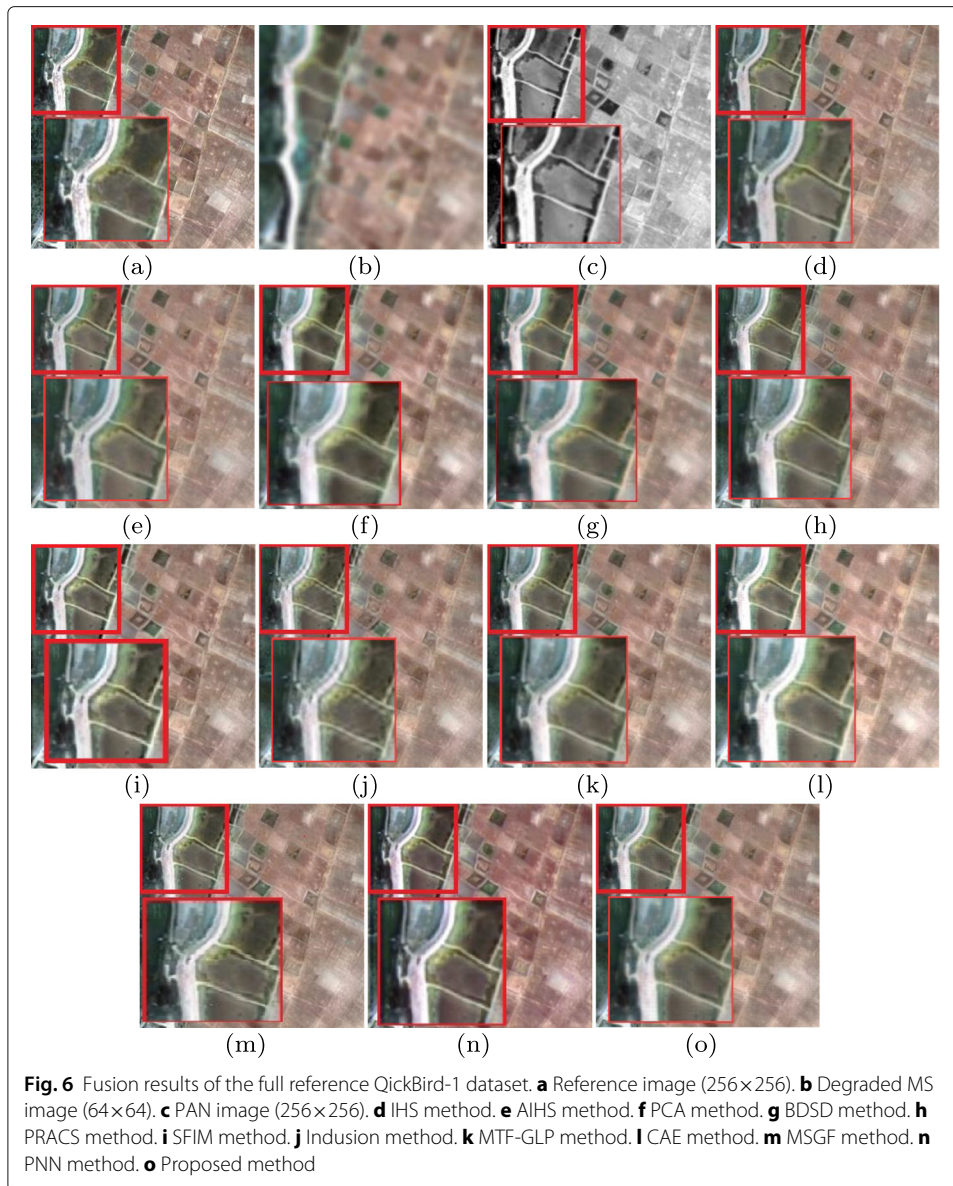 (a) (b) (c) (d)
(e) (f) (g) (h)
(i) (j) (k) (l)
(m) (n) (o)
Fig. 6 Fusion results of the full reference QickBird-1 dataset. a Reference image (256×256). b Degraded MS
image (64×64). c PAN image (256×256). d IHS method. e AIHS method. f PCA method. g BDSD method. h
PRACS method. i SFIM method. j Indusion method. k MTF-GLP method. l CAE method. m MSGF method. n
PNN method. o Proposed method